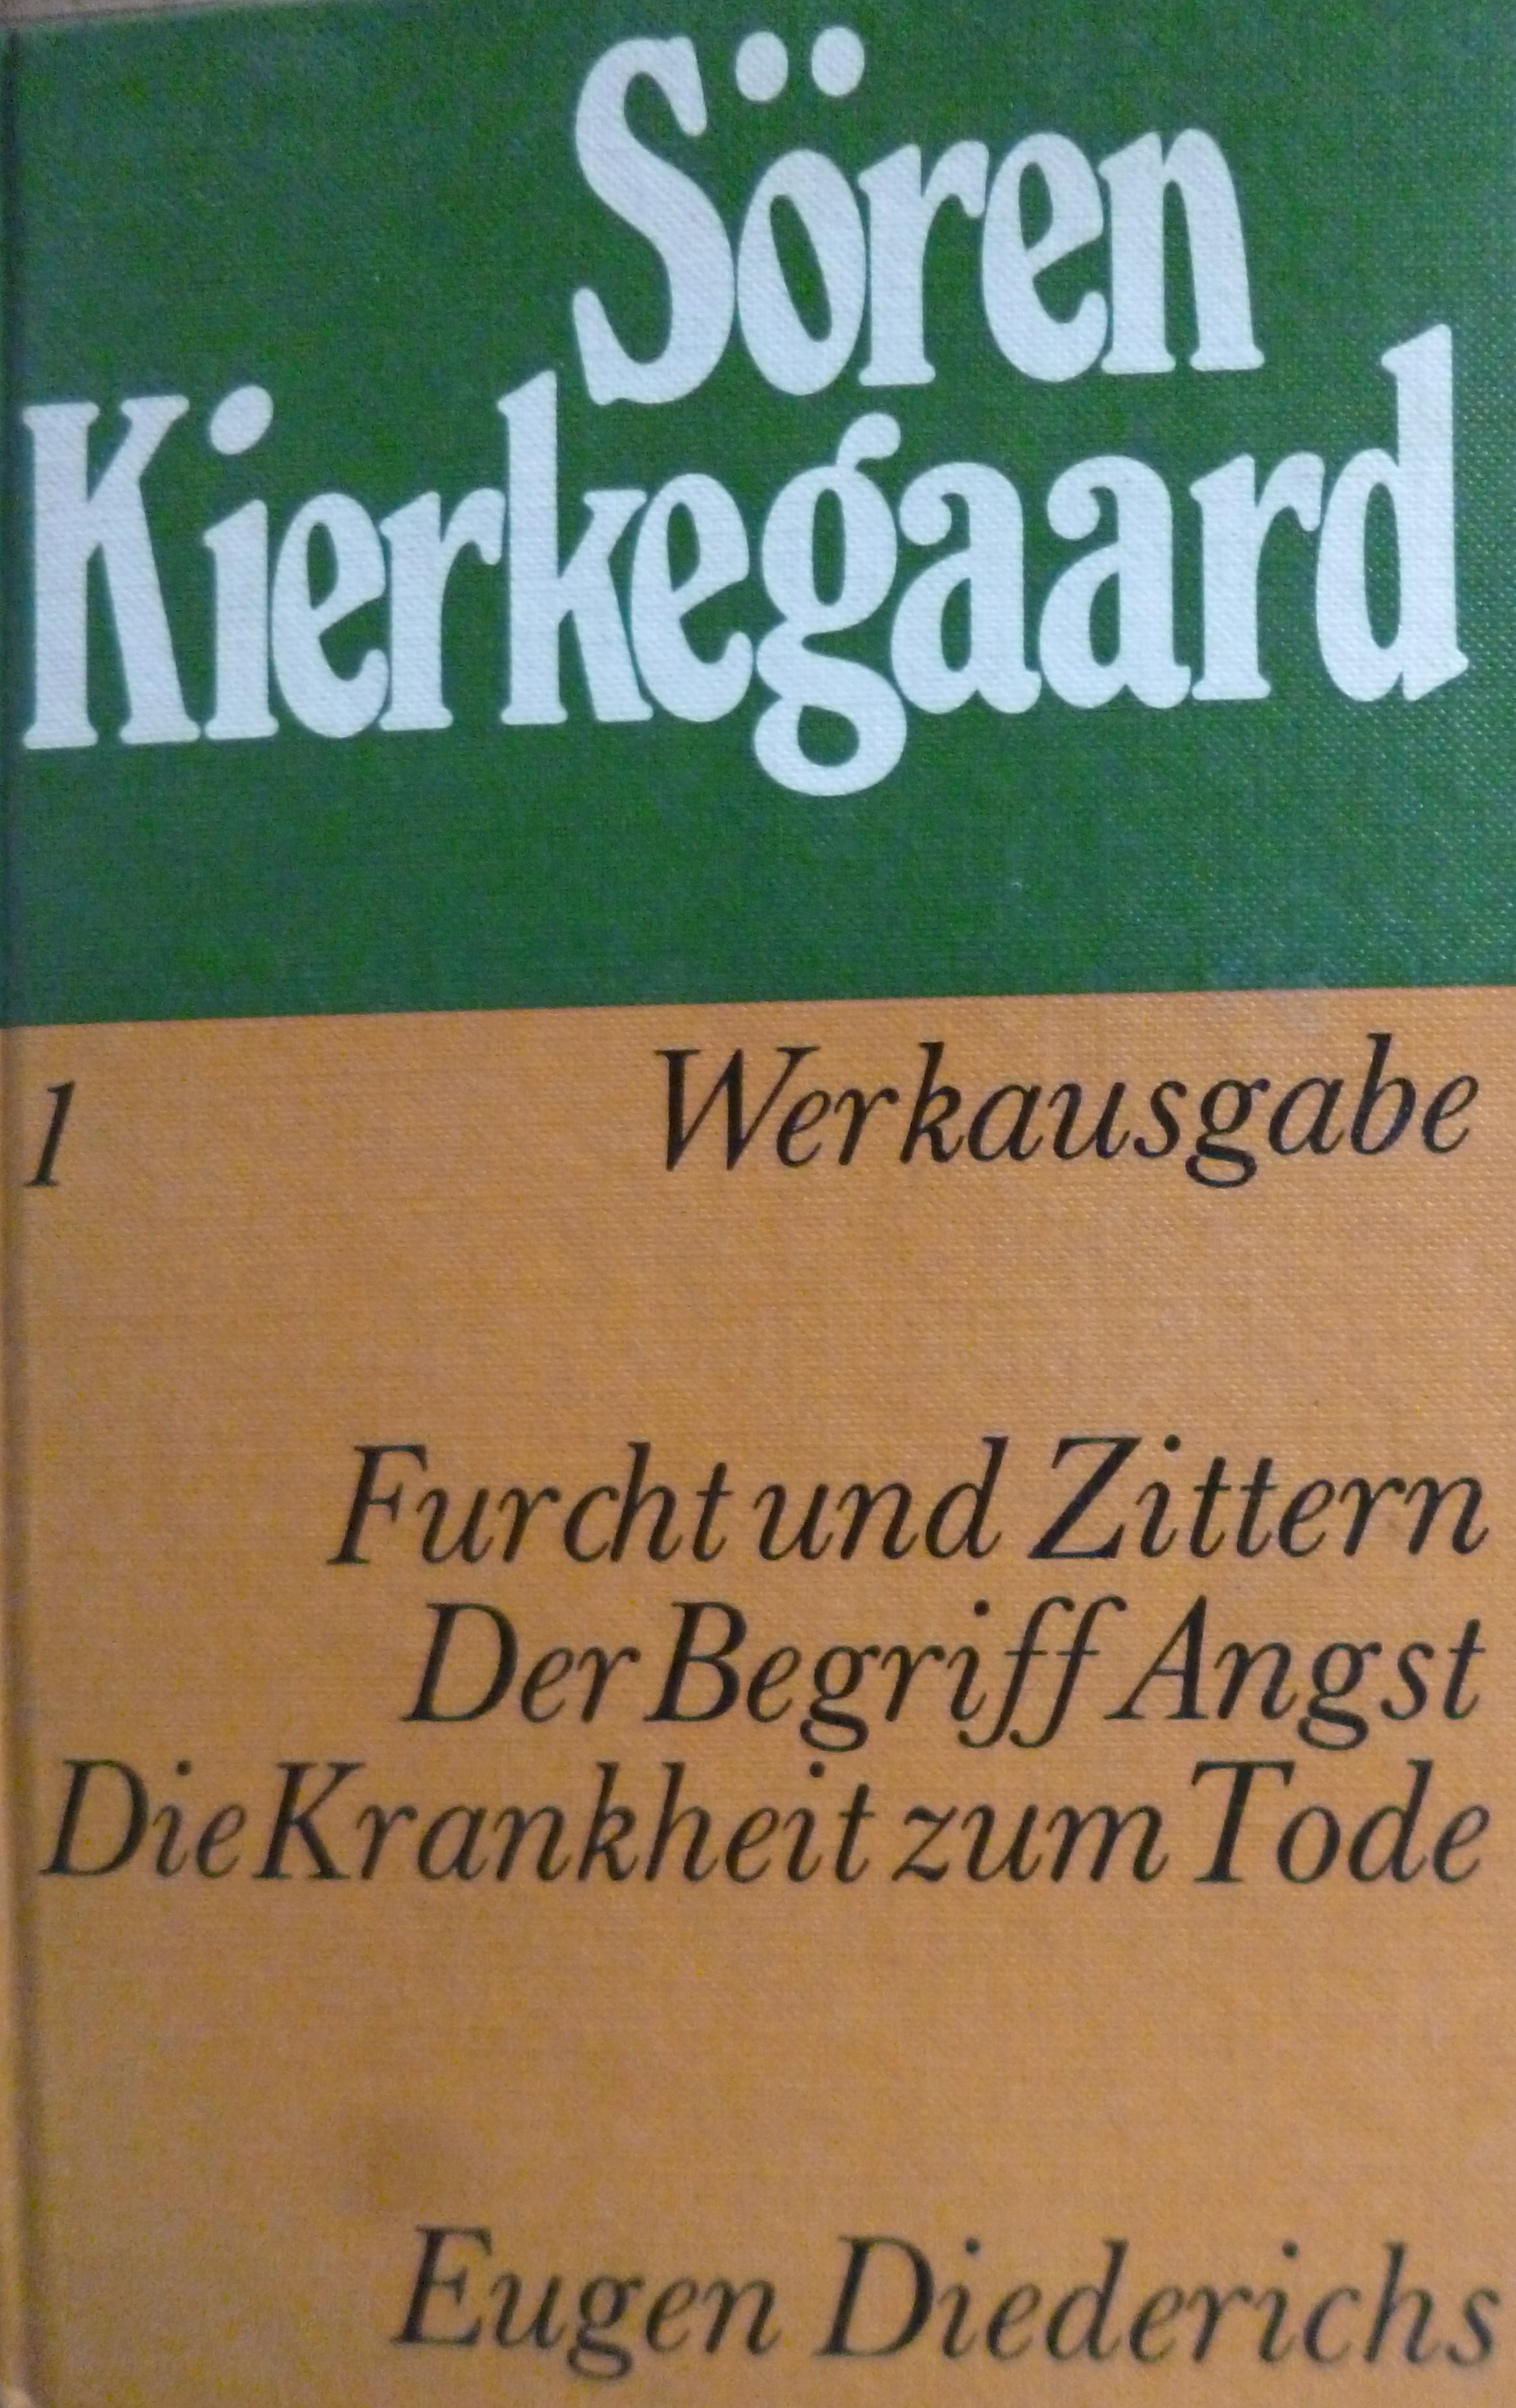 Sören
Kierkegaard
1 Werkausgabe
Furcht und Zittern
Der Begriff Angst
Die Krankheit zum Tode
Eugen Diederichs